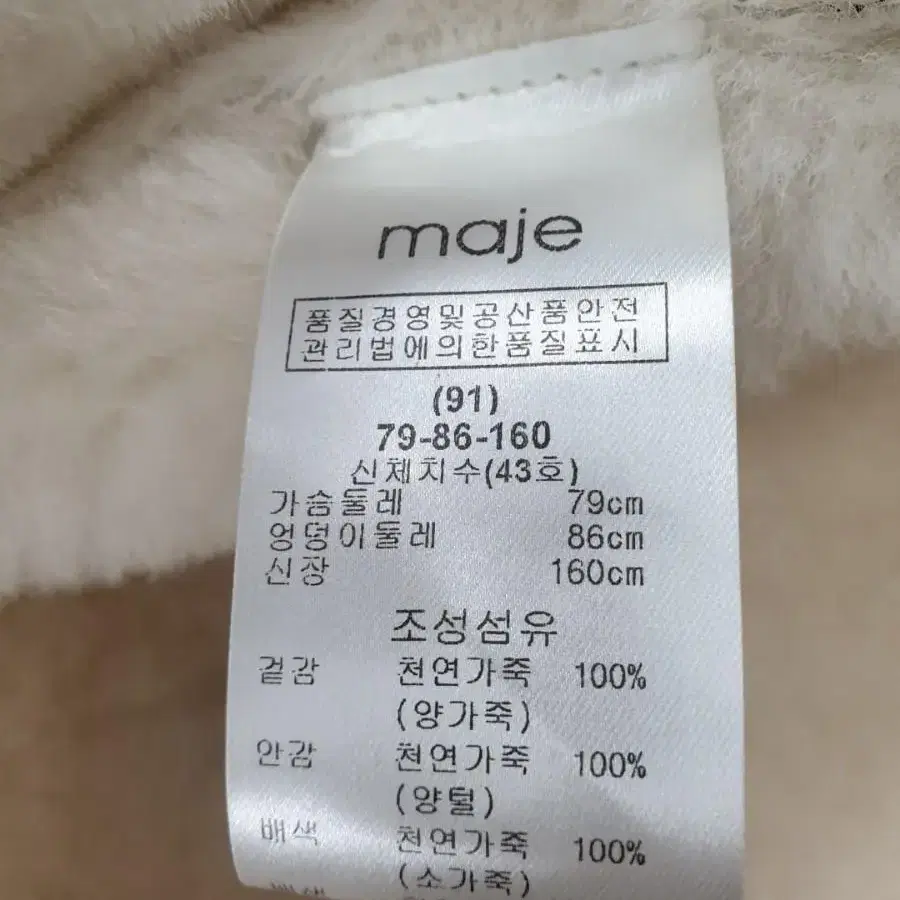 maje
품질경영및공산품안전
관리법에의한품질표시
(91)
79-86-160
신체치수(43호)
가슴둘레 79cm
엉덩이둘레 86cm
신장 160cm
조성섬유
겉감 천연가죽 100%
(양가죽)
안감 천연가죽 100%
(양털)
배색 천연가죽 100%
(소가죽)